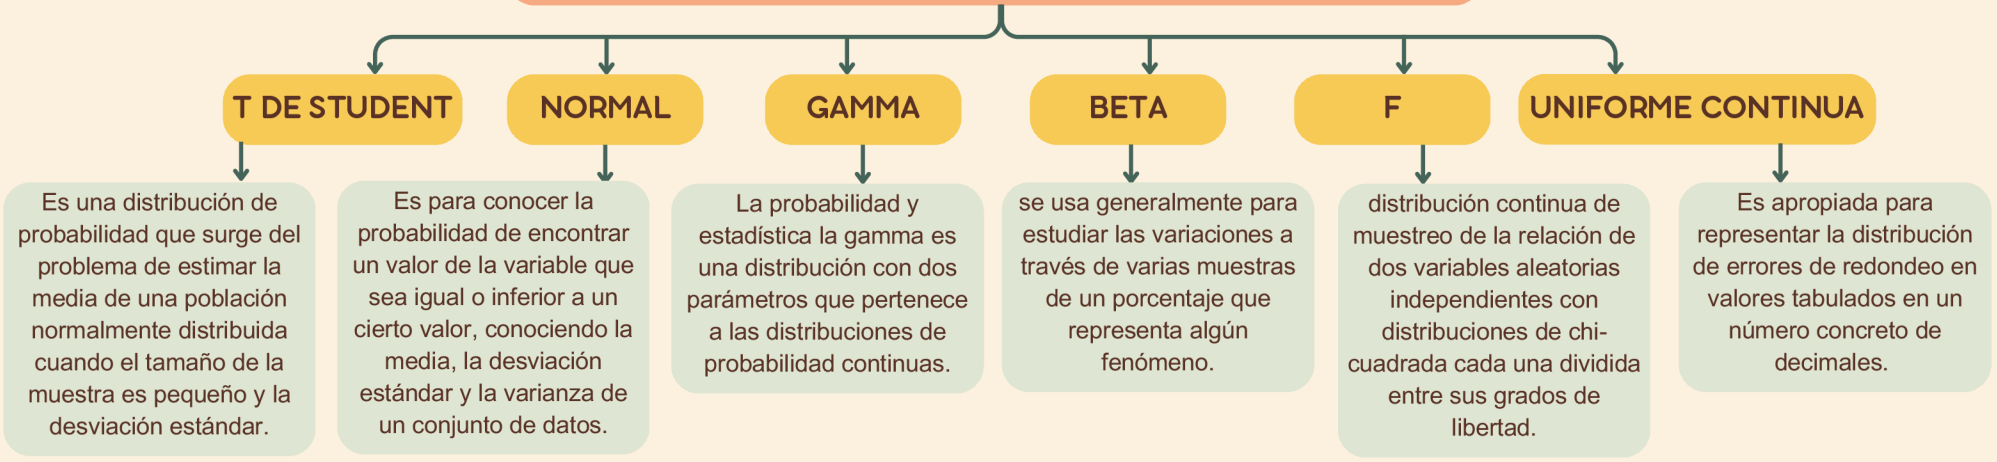 T DE STUDENT
NORMAL
GAMMA
BETA
F
UNIFORME CONTINUA
Es una distribución de
probabilidad que surge del
problema de estimar la
media de una población
normalmente distribuida
cuando el tamaño de la
muestra es pequeño y la
desviación estándar.
Es para conocer la
probabilidad de encontrar
un valor de la variable que
sea igual o inferior a un
cierto valor, conociendo la
media, la desviación
estándar y la varianza de
un conjunto de datos.
La probabilidad y
estadística la gamma es
una distribución con dos
parámetros que pertenece
a las distribuciones de
probabilidad continuas.
se usa generalmente para
estudiar las variaciones a
través de varias muestras
de un porcentaje que
representa algún
fenómeno.
distribución continua de
muestreo de la relación de
dos variables aleatorias
independientes con
distribuciones de chi-
cuadrada cada una dividida
entre sus grados de
libertad.
Es apropiada para
representar la distribución
de errores de redondeo en
valores tabulados en un
número concreto de
decimales.